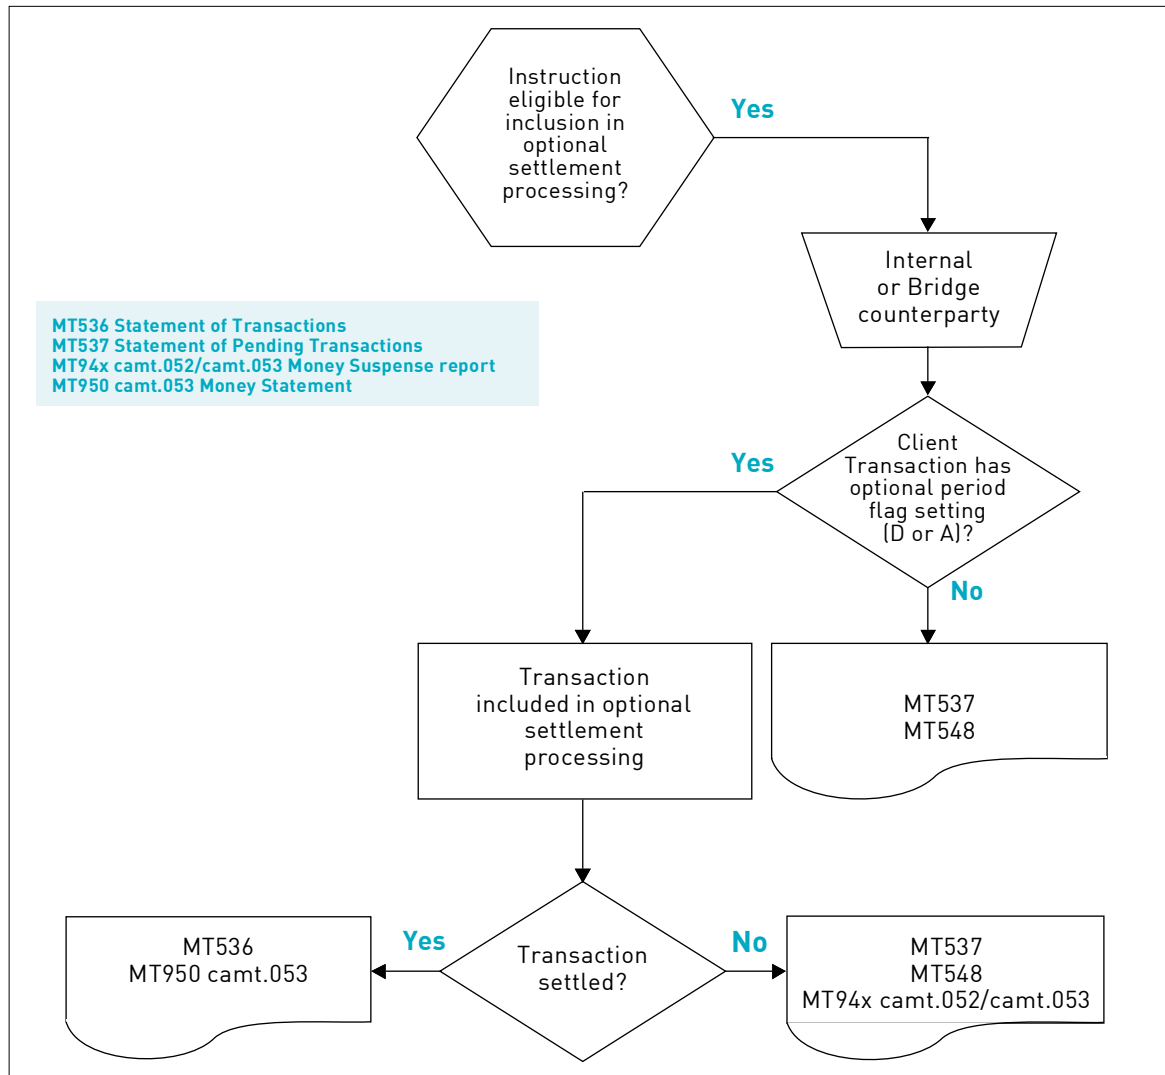 Instruction
eligible for
inclusion in
optional
settlement
processing?
Yes
Internal
or Bridge
counterparty
MT536 Statement of Transactions
MT537 Statement of Pending Transactions
MT94x camt.052/camt.053 Money Suspense report
MT950 camt.053 Money Statement
Client
Transaction has
optional period
flag setting
(D or A)?
Yes
No
Transaction
included in optional
settlement
processing
MT537
MT548
Transaction
settled?
Yes
No
MT536
MT950 camt.053
MT537
MT548
MT94x camt.052/camt.053